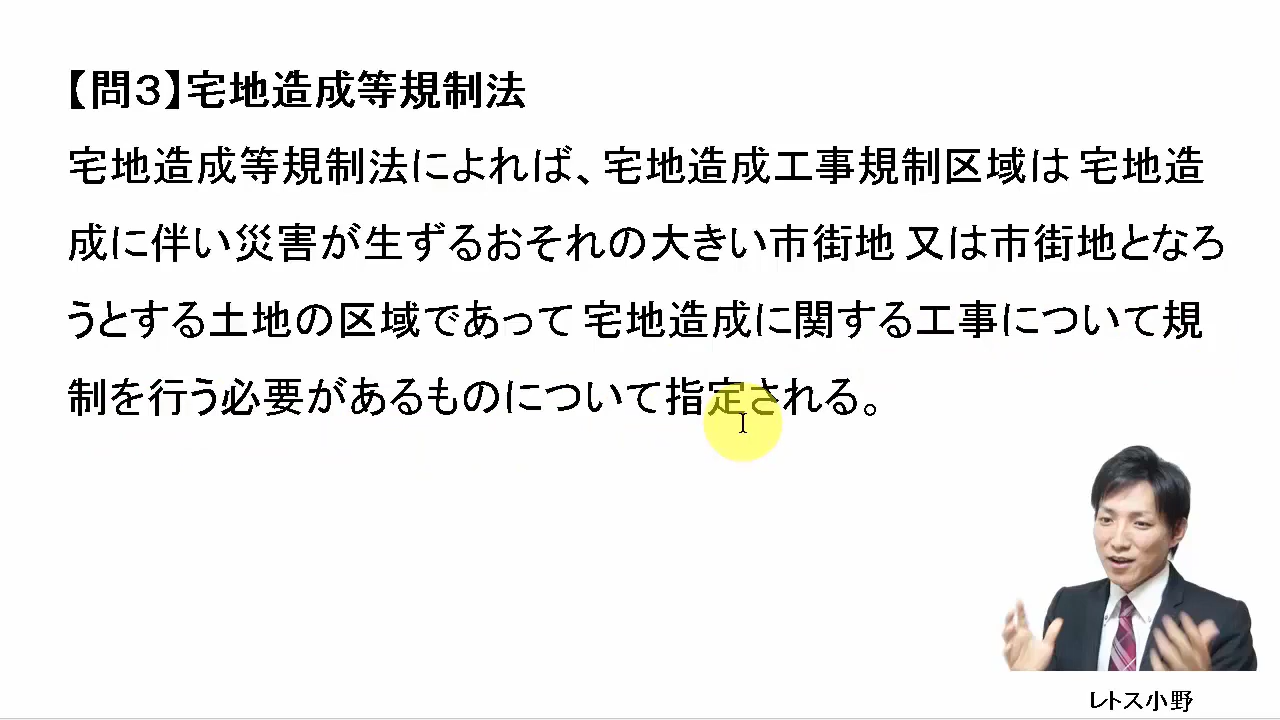 【問３】宅地造成等規制法
宅地造成等規制法によれば、宅地造成工事規制区域は 宅地造
成に伴い災害が生ずるおそれの大きい市街地 又は市街地となろ
うとする土地の区域であって 宅地造成に関する工事について規
制を行う必要があるものについて指定される。
レトス小野